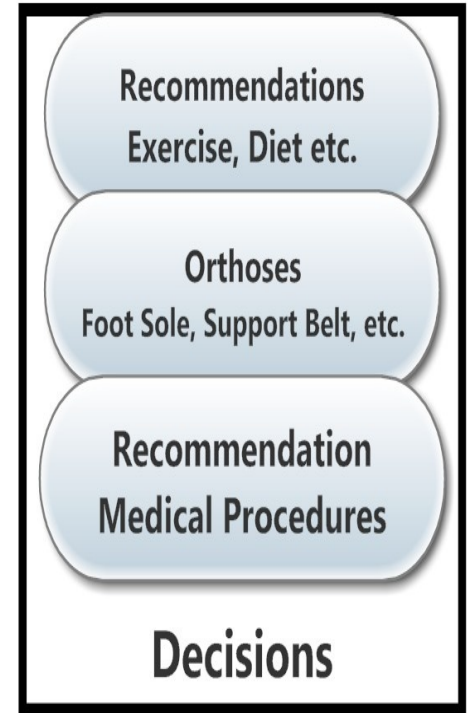 Recommendations
Exercise, Diet etc.
Orthoses
Foot Sole, Support Belt, etc.
Recommendation
Medical Procedures
Decisions